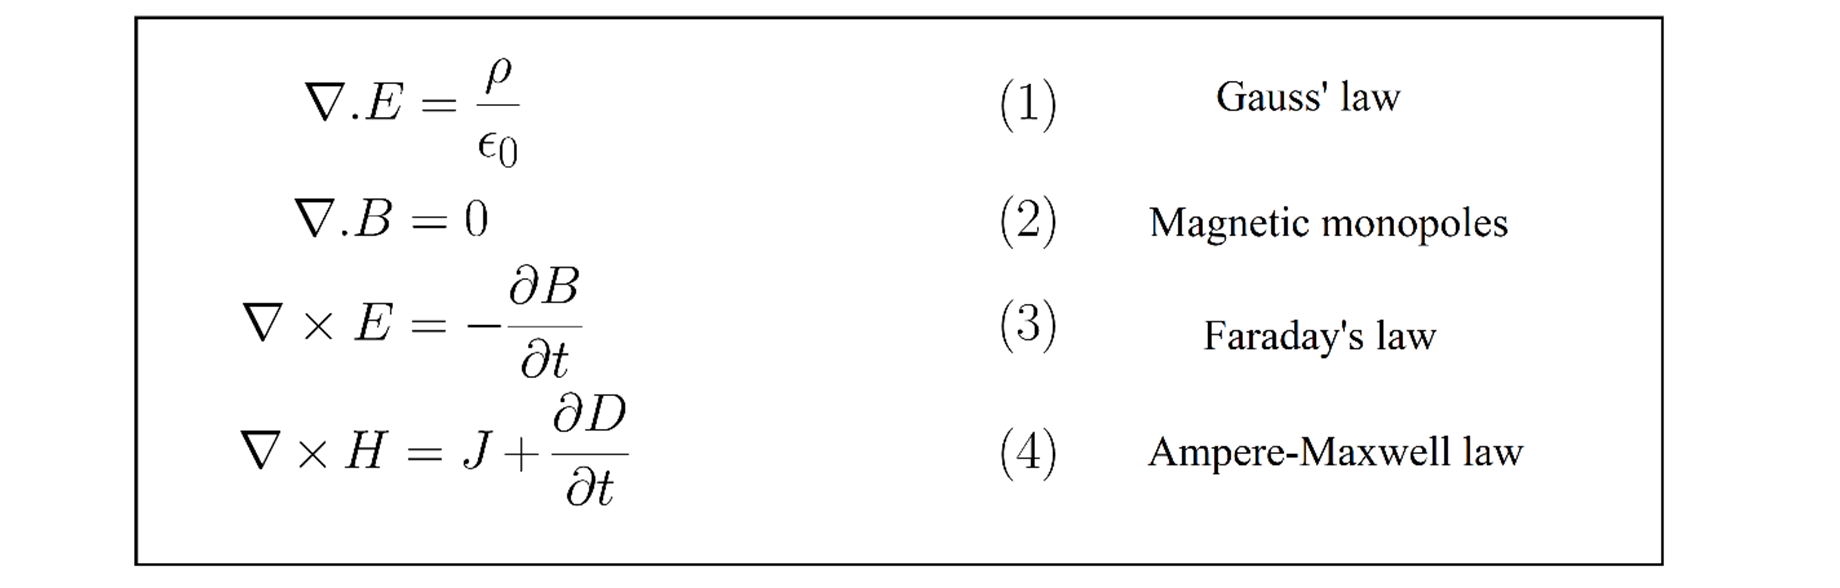 ∇.E = ρ/ϵ₀ (1) Gauss' law
∇.B = 0 (2) Magnetic monopoles
∇ × E = −∂B/∂t (3) Faraday's law
∇ × H = J + ∂D/∂t (4) Ampere-Maxwell law